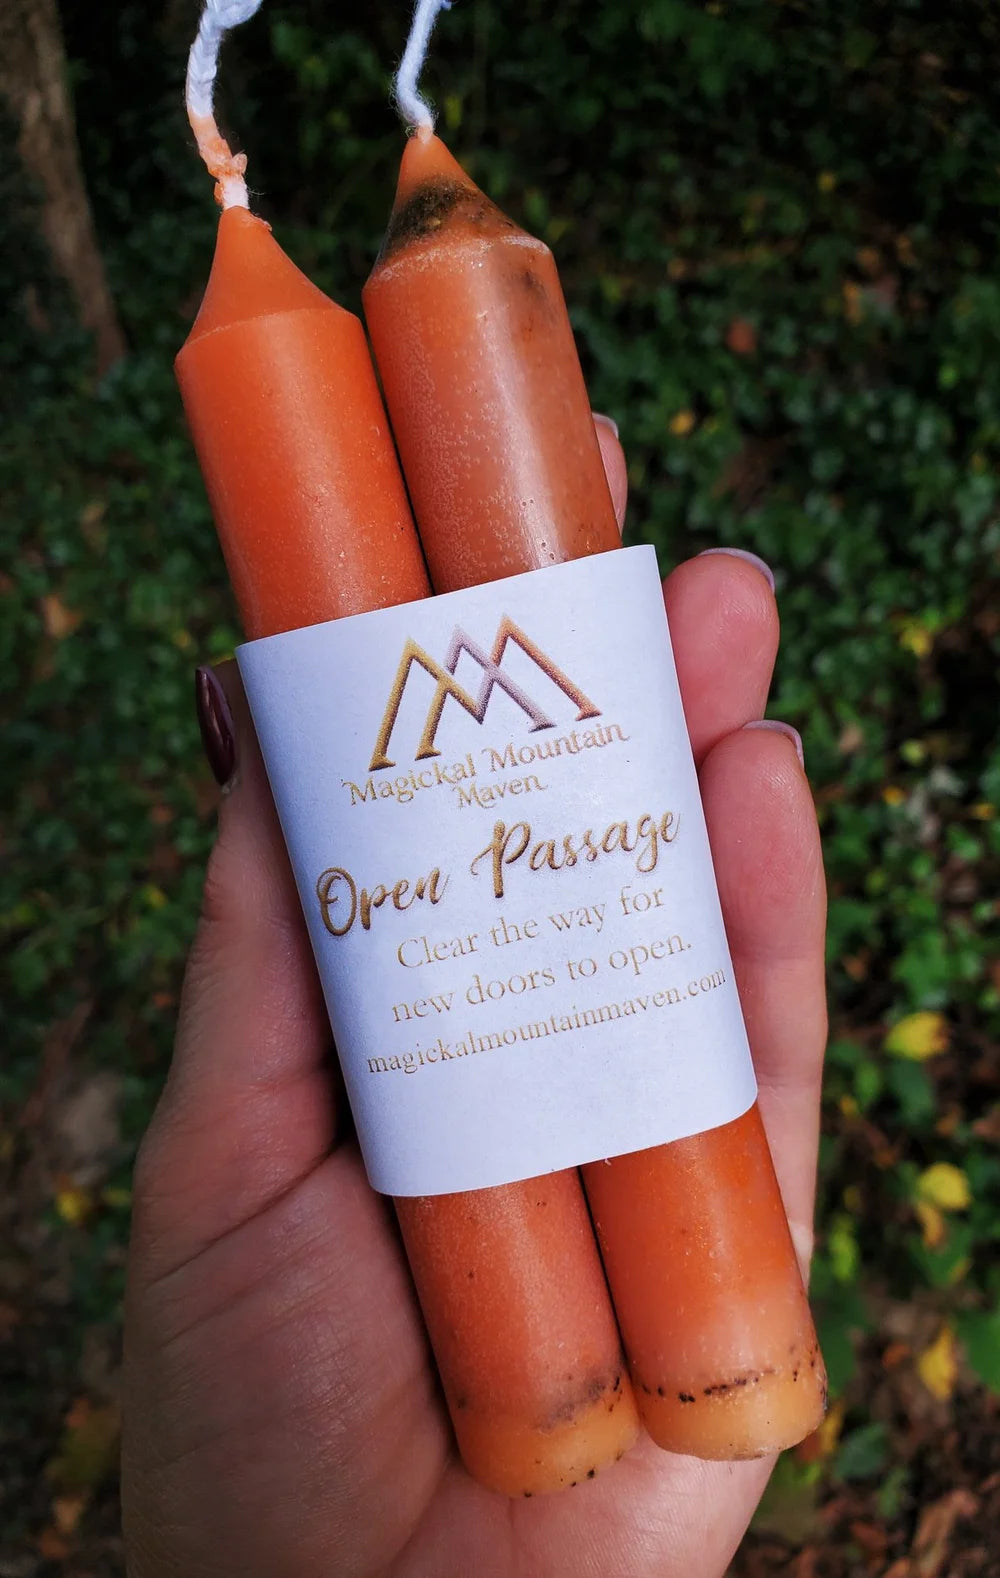 Magickal Mountain
Maven
Open Passage
Clear the way for
new doors to open.
magickalmountainmaven.com